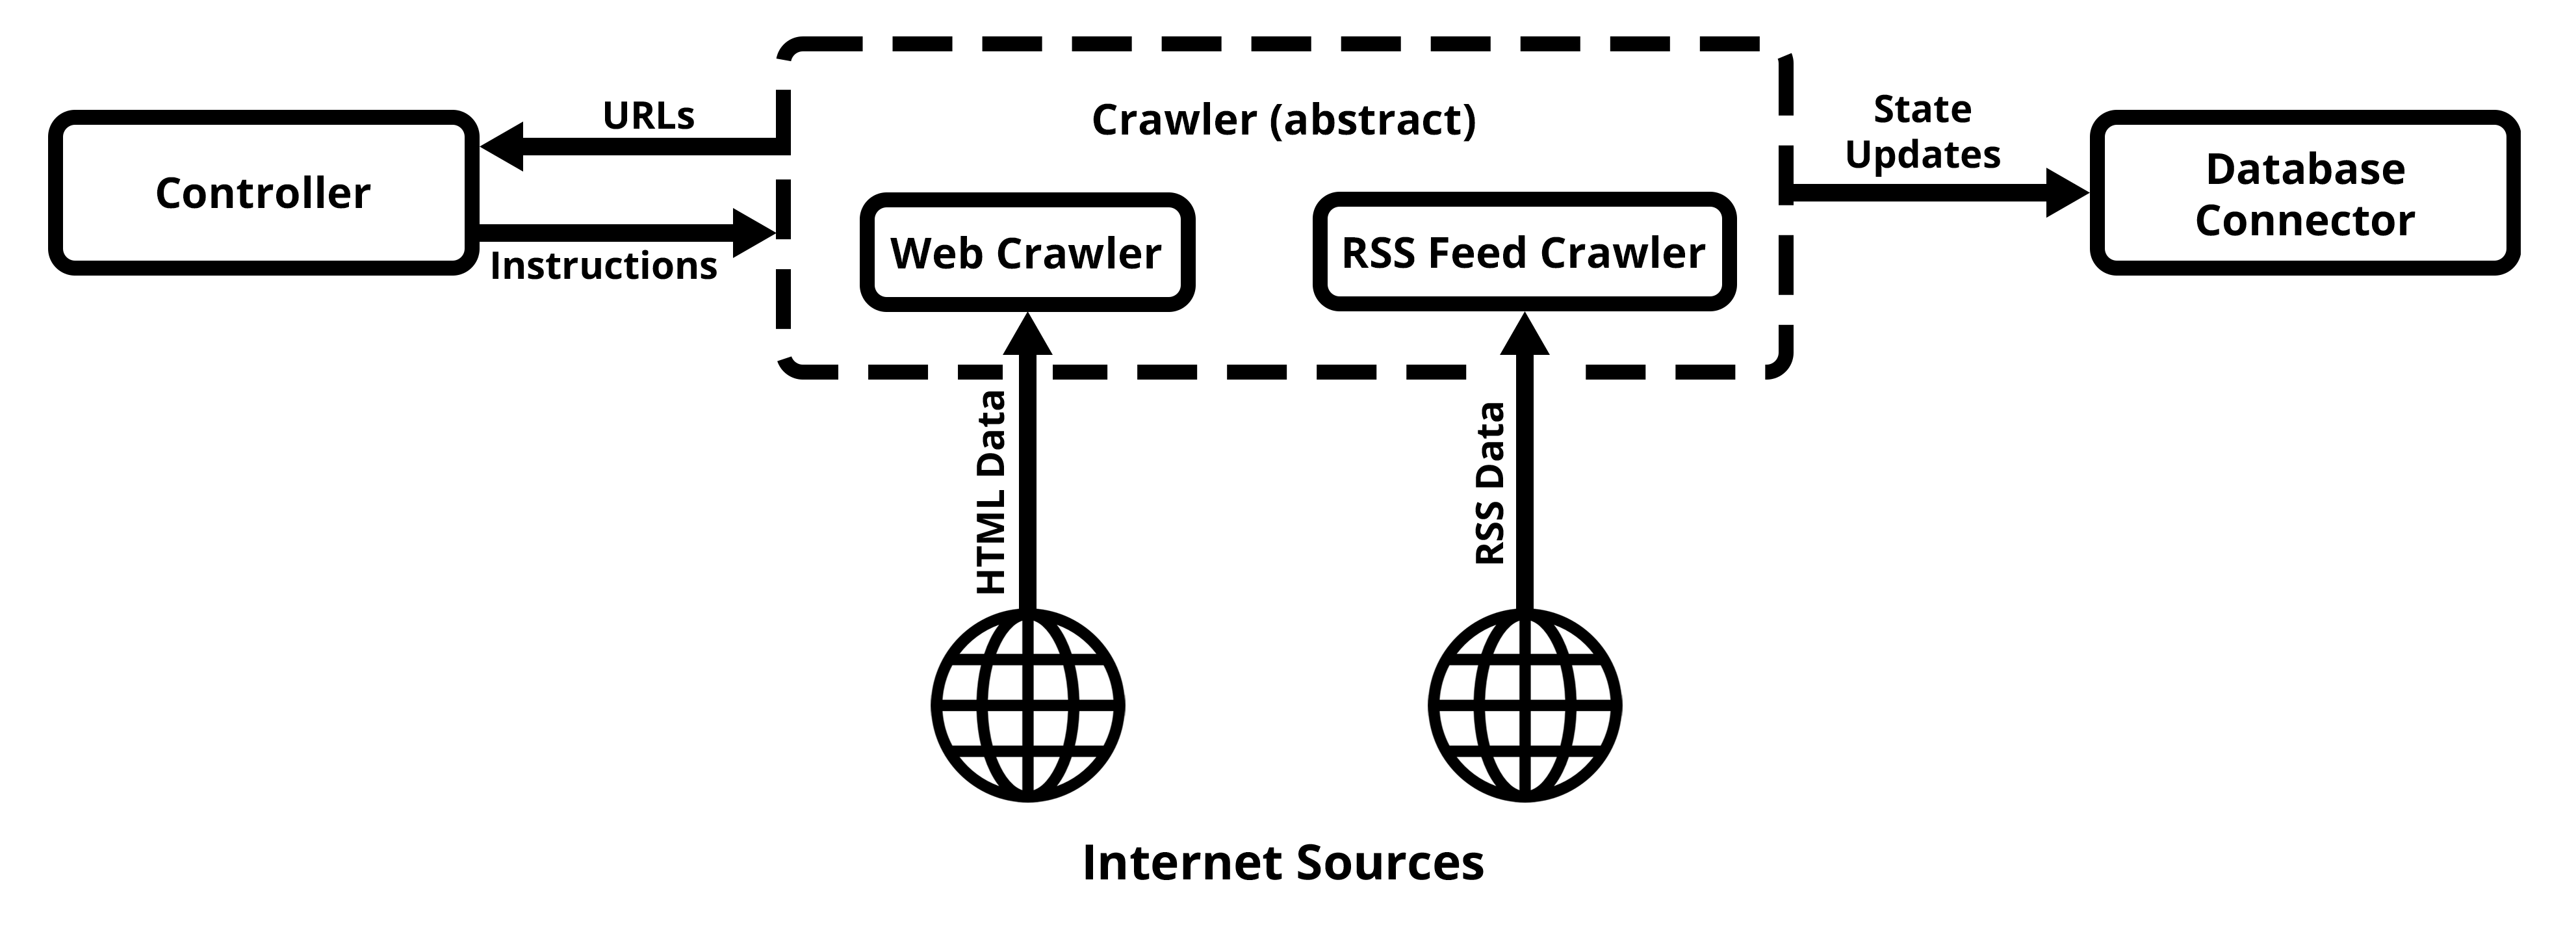 URLs
Controller
Instructions
Crawler (abstract)
Web Crawler
RSS Feed Crawler
State
Updates
Database
Connector
HTML Data
RSS Data
Internet Sources